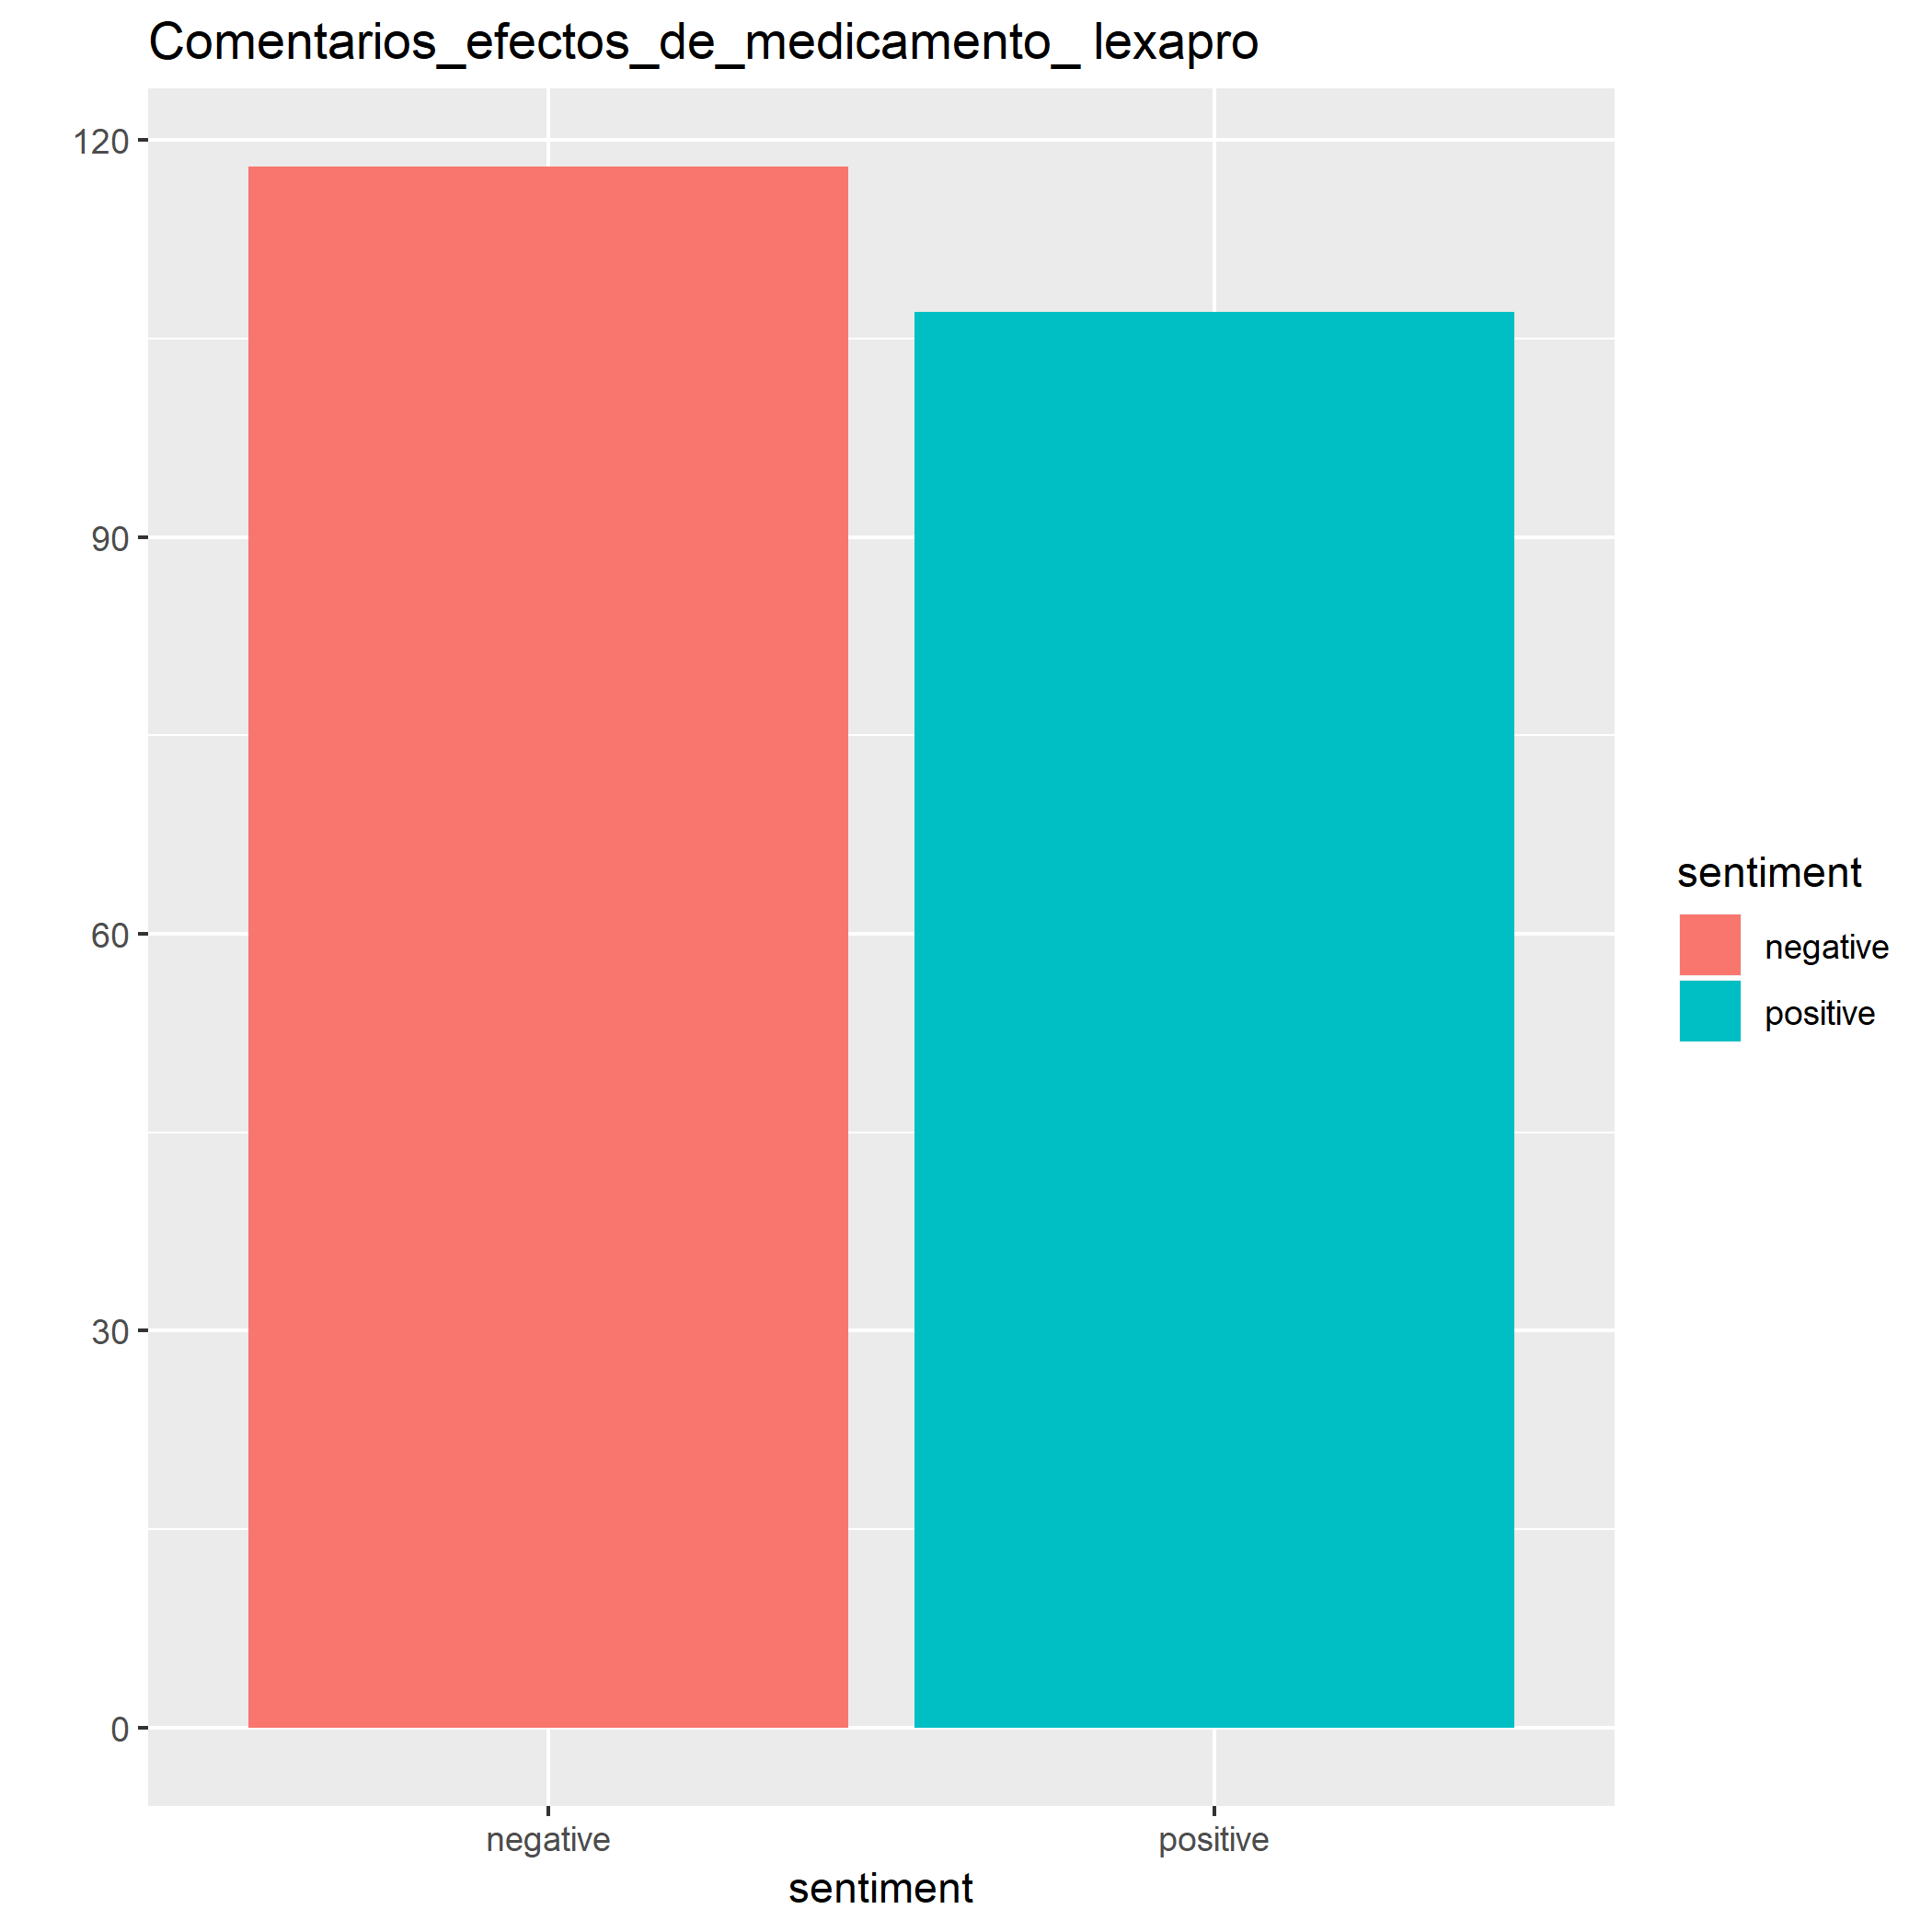 Comentarios_efectos_de_medicamento_ lexapro
120
90
60
30
0
negative
positive
sentiment
sentiment
negative
positive